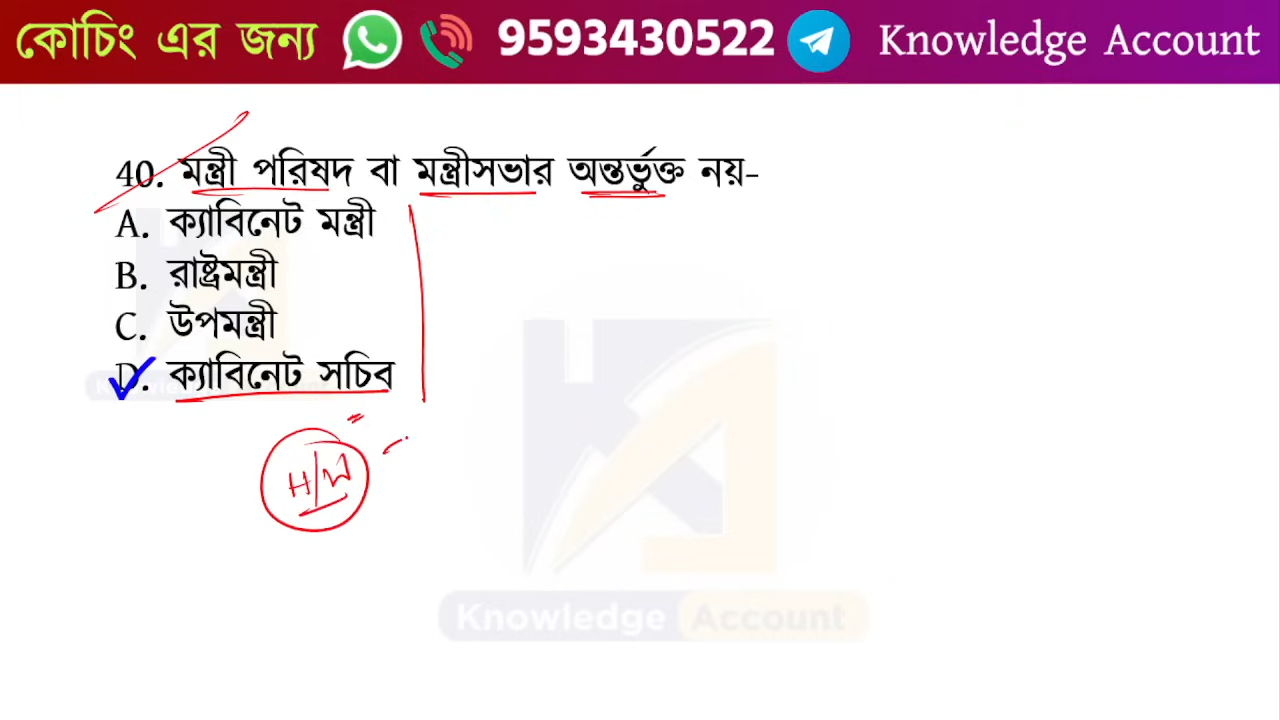 কোচিং এর জন্য 9593430522 Knowledge Account
40. মন্ত্রী পরিষদ বা মন্ত্রীসভার অন্তর্ভুক্ত নয়-
A. ক্যাবিনেট মন্ত্রী
B. রাষ্ট্রমন্ত্রী
C. উপমন্ত্রী
D. ক্যাবিনেট সচিব
H/W
Knowledge Account